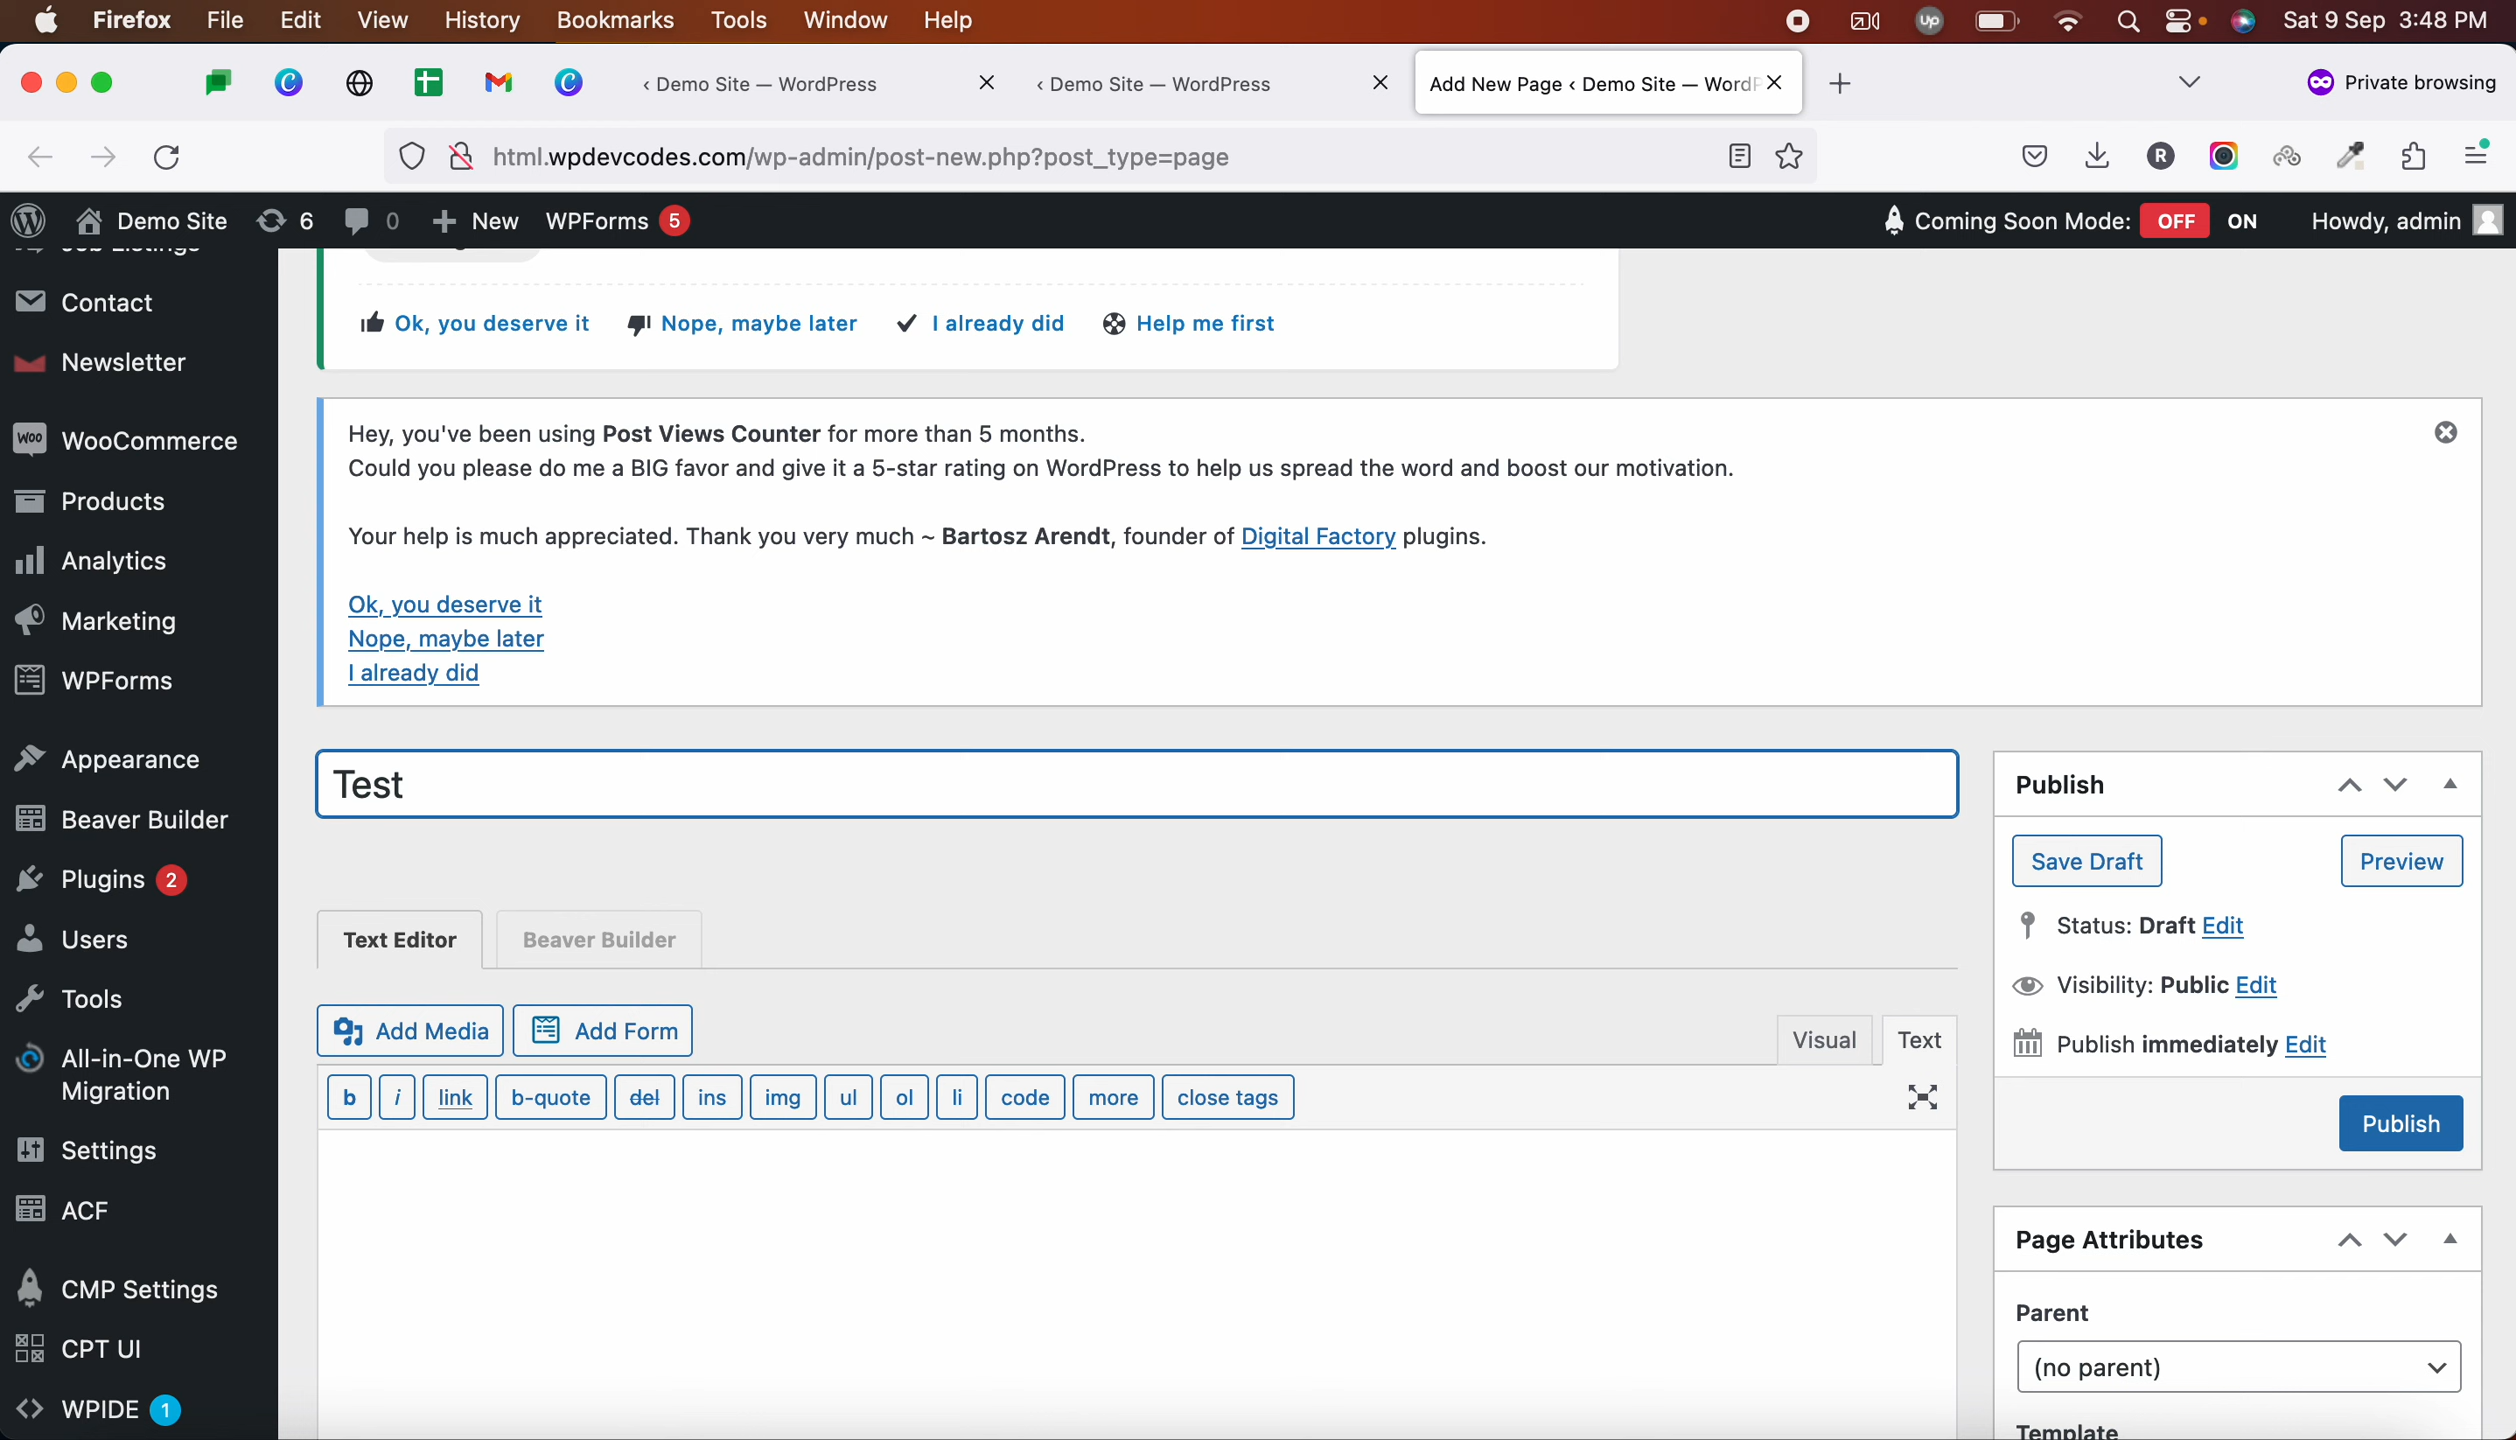 Firefox File Edit View History Bookmarks Tools Window Help Sat 9 Sep 3:48 PM
‹ Demo Site — WordPress
‹ Demo Site — WordPress
Add New Page ‹ Demo Site — WordP
Private browsing
html.wpdevcodes.com/wp-admin/post-new.php?post_type=page
Demo Site 6 0 New WPForms 5 Coming Soon Mode: OFF ON Howdy, admin
Job Listings
Contact
Newsletter
WooCommerce
Products
Analytics
Marketing
WPForms
Appearance
Beaver Builder
Plugins 2
Users
Tools
All-in-One WP
Migration
Settings
ACF
CMP Settings
CPT UI
WPIDE 1
Ok, you deserve it Nope, maybe later I already did Help me first
Hey, you've been using Post Views Counter for more than 5 months.
Could you please do me a BIG favor and give it a 5-star rating on WordPress to help us spread the word and boost our motivation.
Your help is much appreciated. Thank you very much ~ Bartosz Arendt, founder of Digital Factory plugins.
Ok, you deserve it
Nope, maybe later
I already did
Test
Text Editor Beaver Builder
Add Media Add Form
Visual Text
b i link b-quote del ins img ul ol li code more close tags
Publish
Save Draft Preview
Status: Draft Edit
Visibility: Public Edit
Publish immediately Edit
Publish
Page Attributes
Parent
(no parent)
Template